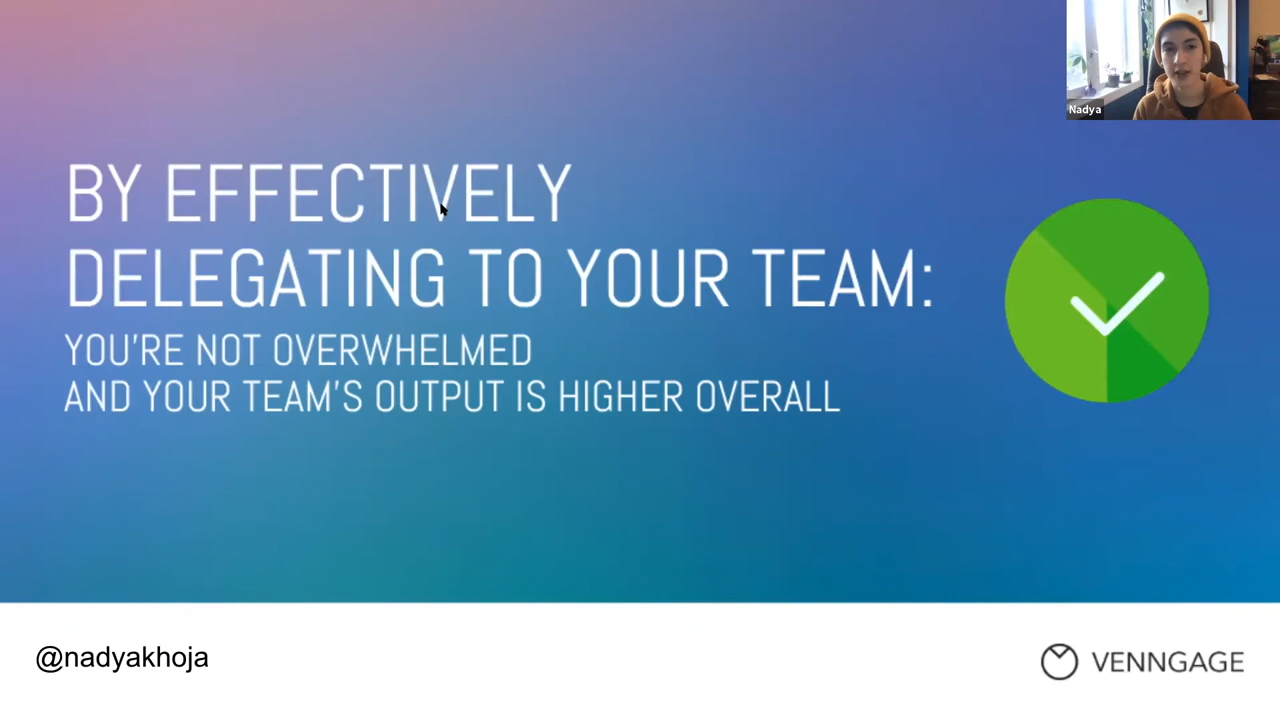 Nadya
BY EFFECTIVELY
DELEGATING TO YOUR TEAM:
YOU'RE NOT OVERWHELMED
AND YOUR TEAM'S OUTPUT IS HIGHER OVERALL
@nadyakhoja
VENNGAGE